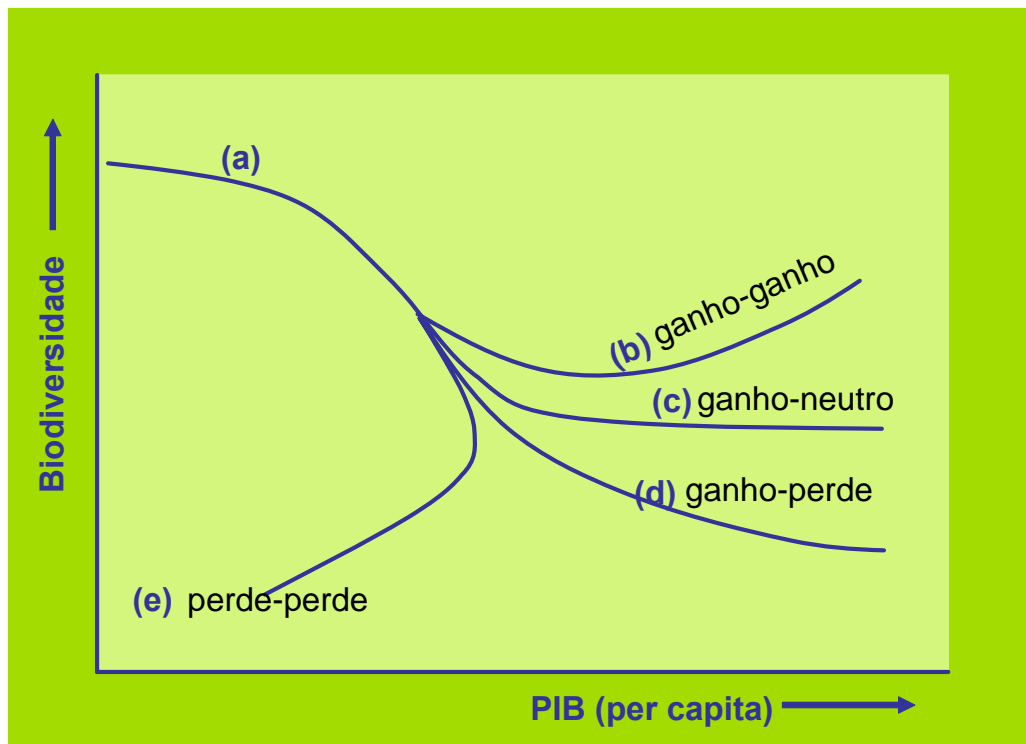 (a)
Biodiversidade
(b) ganho-ganho
(c) ganho-neutro
(d) ganho-perde
(e) perde-perde
PIB (per capita)